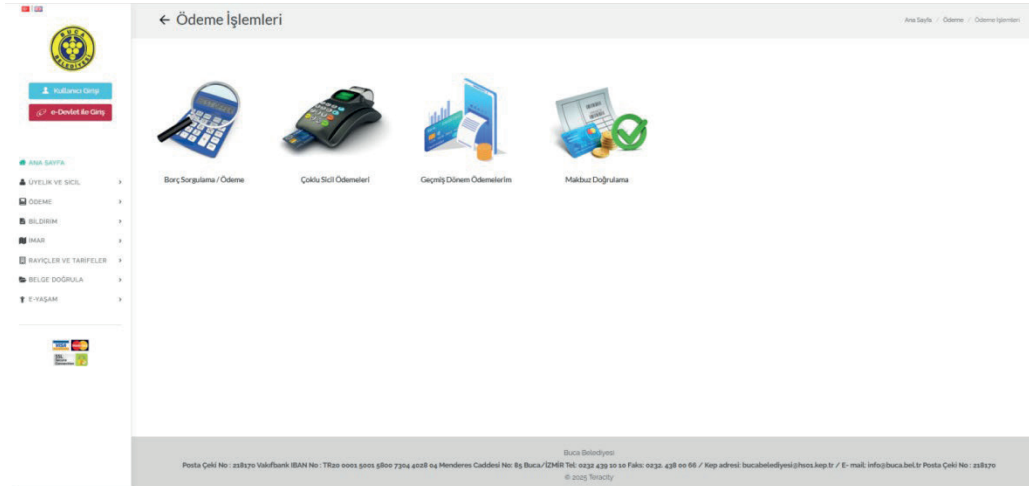 ← Ödeme İşlemleri
Ana Sayfa / Ödeme / Ödeme İşlemleri
BUCA
BELEDİYESİ
Kullanıcı Girişi
e-Devlet ile Giriş
ANA SAYFA
ÜYELİK VE SİCİL
ÖDEME
BİLDİRİM
İMAR
RAYİÇLER VE TARİFELER
BELGE DOĞRULA
E-YAŞAM
VISA
Borç Sorgulama / Ödeme
Çoklu Sicil Ödemeleri
Geçmiş Dönem Ödemelerim
Makbuz Doğrulama
Buca Belediyesi
Posta Çeki No : 218170 Vakıfbank IBAN No : TR20 0001 5001 5800 7304 4028 04 Menderes Caddesi No: 85 Buca/İZMİR Tel: 0232 439 10 10 Faks: 0232. 438 00 66 / Kep adresi: bucabelediyesi@hs01.kep.tr / E- mail: info@buca.bel.tr Posta Çeki No : 218170
© 2025 Teracity